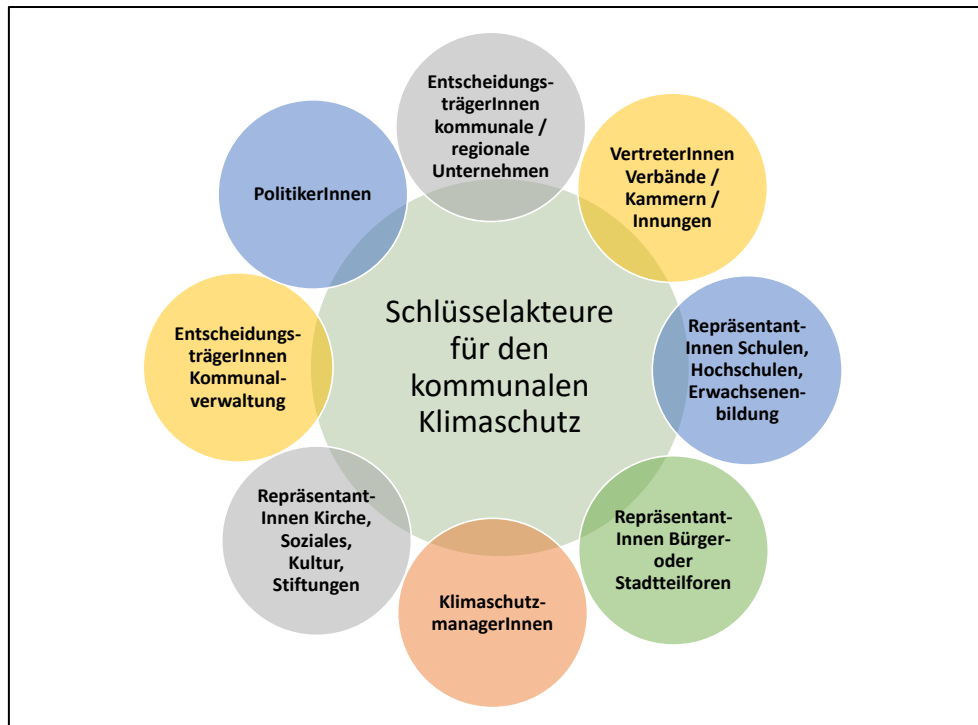 Entscheidungs-
trägerInnen
kommunale /
regionale
Unternehmen
VertreterInnen
Verbände /
Kammern /
Innungen
Repräsentant-
Innen Schulen,
Hochschulen,
Erwachsenen-
bildung
Repräsentant-
Innen Bürger-
oder
Stadtteilforen
Klimaschutz-
managerInnen
Repräsentant-
Innen Kirche,
Soziales,
Kultur,
Stiftungen
Entscheidungs-
trägerInnen
Kommunal-
verwaltung
PolitikerInnen
Schlüsselakteure
für den
kommunalen
Klimaschutz